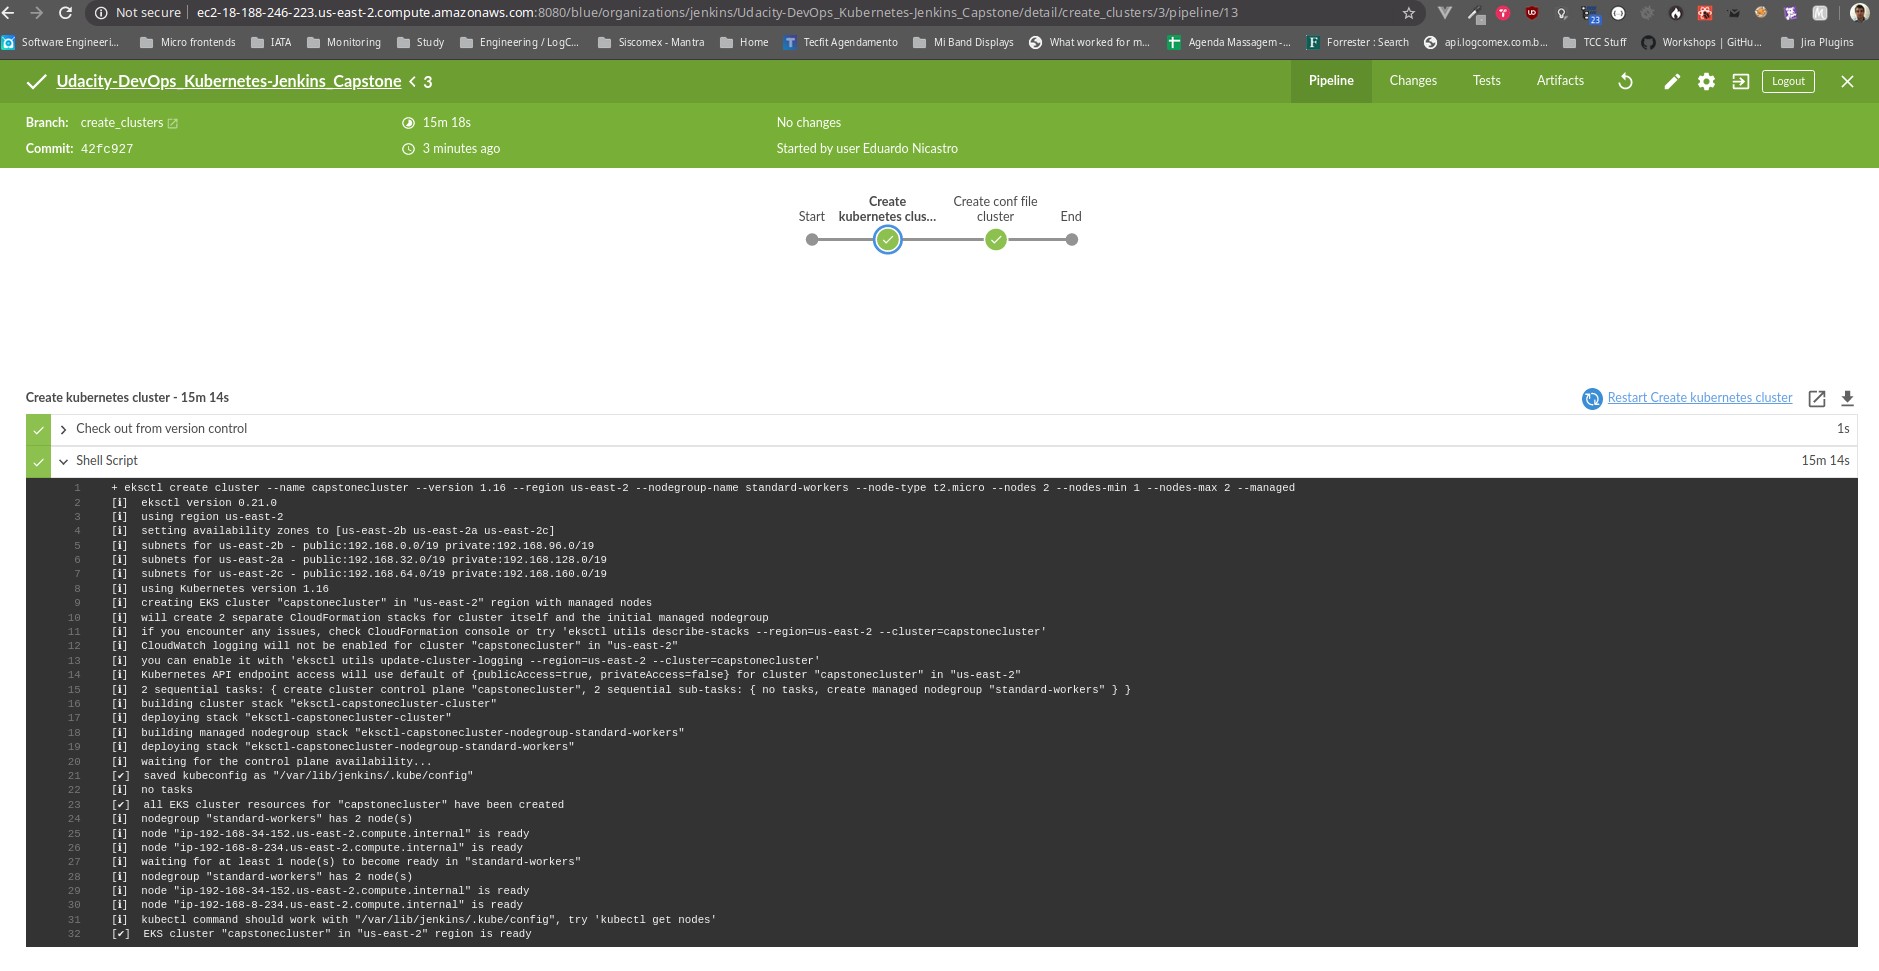 Not secure | ec2-18-188-246-223.us-east-2.compute.amazonaws.com:8080/blue/organizations/jenkins/Udacity-DevOps_Kubernetes-Jenkins_Capstone/detail/create_clusters/3/pipeline/13
23
Software Engineeri... Micro frontends IATA Monitoring Study Engineering / LogC... Siscomex - Mantra Home Tecfit Agendamento Mi Band Displays What worked for m... Agenda Massagem -... Forrester : Search api.logcomex.com.b... TCC Stuff Workshops | GitHu... Jira Plugins
Udacity-DevOps_Kubernetes-Jenkins_Capstone < 3 Pipeline Changes Tests Artifacts Logout
Branch: create_clusters 15m 18s No changes
Commit: 42fc927 3 minutes ago Started by user Eduardo Nicastro
Start Create kubernetes clus... Create conf file cluster End
Create kubernetes cluster - 15m 14s Restart Create kubernetes cluster
Check out from version control 1s
Shell Script 15m 14s
1 + eksctl create cluster --name capstonecluster --version 1.16 --region us-east-2 --nodegroup-name standard-workers --node-type t2.micro --nodes 2 --nodes-min 1 --nodes-max 2 --managed
2 [ℹ] eksctl version 0.21.0
3 [ℹ] using region us-east-2
4 [ℹ] setting availability zones to [us-east-2b us-east-2a us-east-2c]
5 [ℹ] subnets for us-east-2b - public:192.168.0.0/19 private:192.168.96.0/19
6 [ℹ] subnets for us-east-2a - public:192.168.32.0/19 private:192.168.128.0/19
7 [ℹ] subnets for us-east-2c - public:192.168.64.0/19 private:192.168.160.0/19
8 [ℹ] using Kubernetes version 1.16
9 [ℹ] creating EKS cluster "capstonecluster" in "us-east-2" region with managed nodes
10 [ℹ] will create 2 separate CloudFormation stacks for cluster itself and the initial managed nodegroup
11 [ℹ] if you encounter any issues, check CloudFormation console or try 'eksctl utils describe-stacks --region=us-east-2 --cluster=capstonecluster'
12 [ℹ] CloudWatch logging will not be enabled for cluster "capstonecluster" in "us-east-2"
13 [ℹ] you can enable it with 'eksctl utils update-cluster-logging --region=us-east-2 --cluster=capstonecluster'
14 [ℹ] Kubernetes API endpoint access will use default of {publicAccess=true, privateAccess=false} for cluster "capstonecluster" in "us-east-2"
15 [ℹ] 2 sequential tasks: { create cluster control plane "capstonecluster", 2 sequential sub-tasks: { no tasks, create managed nodegroup "standard-workers" } }
16 [ℹ] building cluster stack "eksctl-capstonecluster-cluster"
17 [ℹ] deploying stack "eksctl-capstonecluster-cluster"
18 [ℹ] building managed nodegroup stack "eksctl-capstonecluster-nodegroup-standard-workers"
19 [ℹ] deploying stack "eksctl-capstonecluster-nodegroup-standard-workers"
20 [ℹ] waiting for the control plane availability...
21 [✔] saved kubeconfig as "/var/lib/jenkins/.kube/config"
22 [ℹ] no tasks
23 [✔] all EKS cluster resources for "capstonecluster" have been created
24 [ℹ] nodegroup "standard-workers" has 2 node(s)
25 [ℹ] node "ip-192-168-34-152.us-east-2.compute.internal" is ready
26 [ℹ] node "ip-192-168-8-234.us-east-2.compute.internal" is ready
27 [ℹ] waiting for at least 1 node(s) to become ready in "standard-workers"
28 [ℹ] nodegroup "standard-workers" has 2 node(s)
29 [ℹ] node "ip-192-168-34-152.us-east-2.compute.internal" is ready
30 [ℹ] node "ip-192-168-8-234.us-east-2.compute.internal" is ready
31 [ℹ] kubectl command should work with "/var/lib/jenkins/.kube/config", try 'kubectl get nodes'
32 [✔] EKS cluster "capstonecluster" in "us-east-2" region is ready